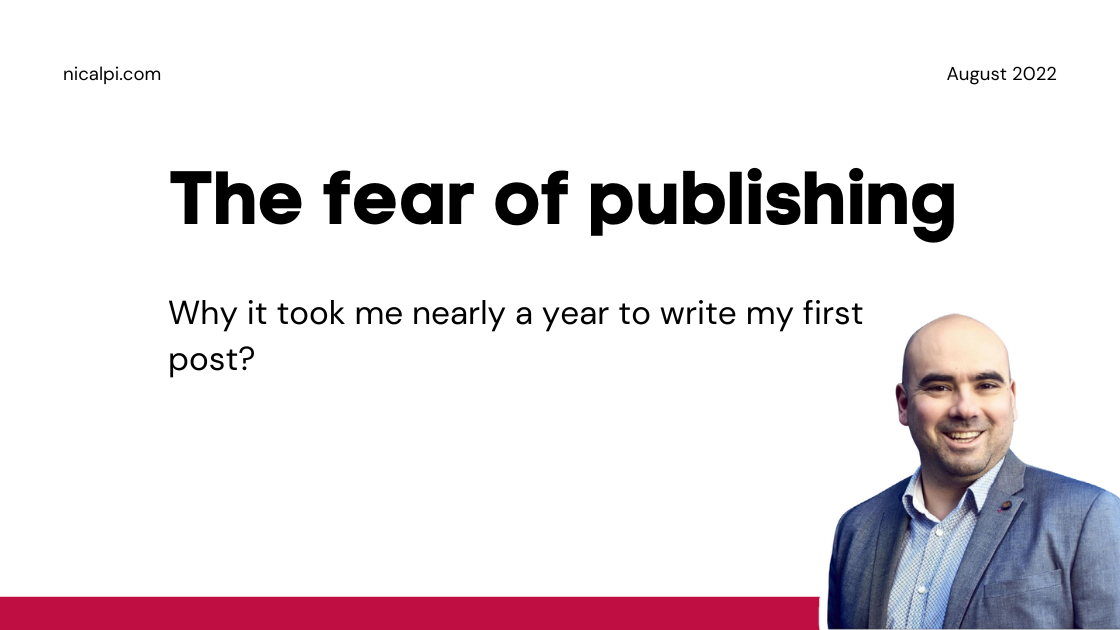 nicalpi.com
August 2022
The fear of publishing
Why it took me nearly a year to write my first
post?